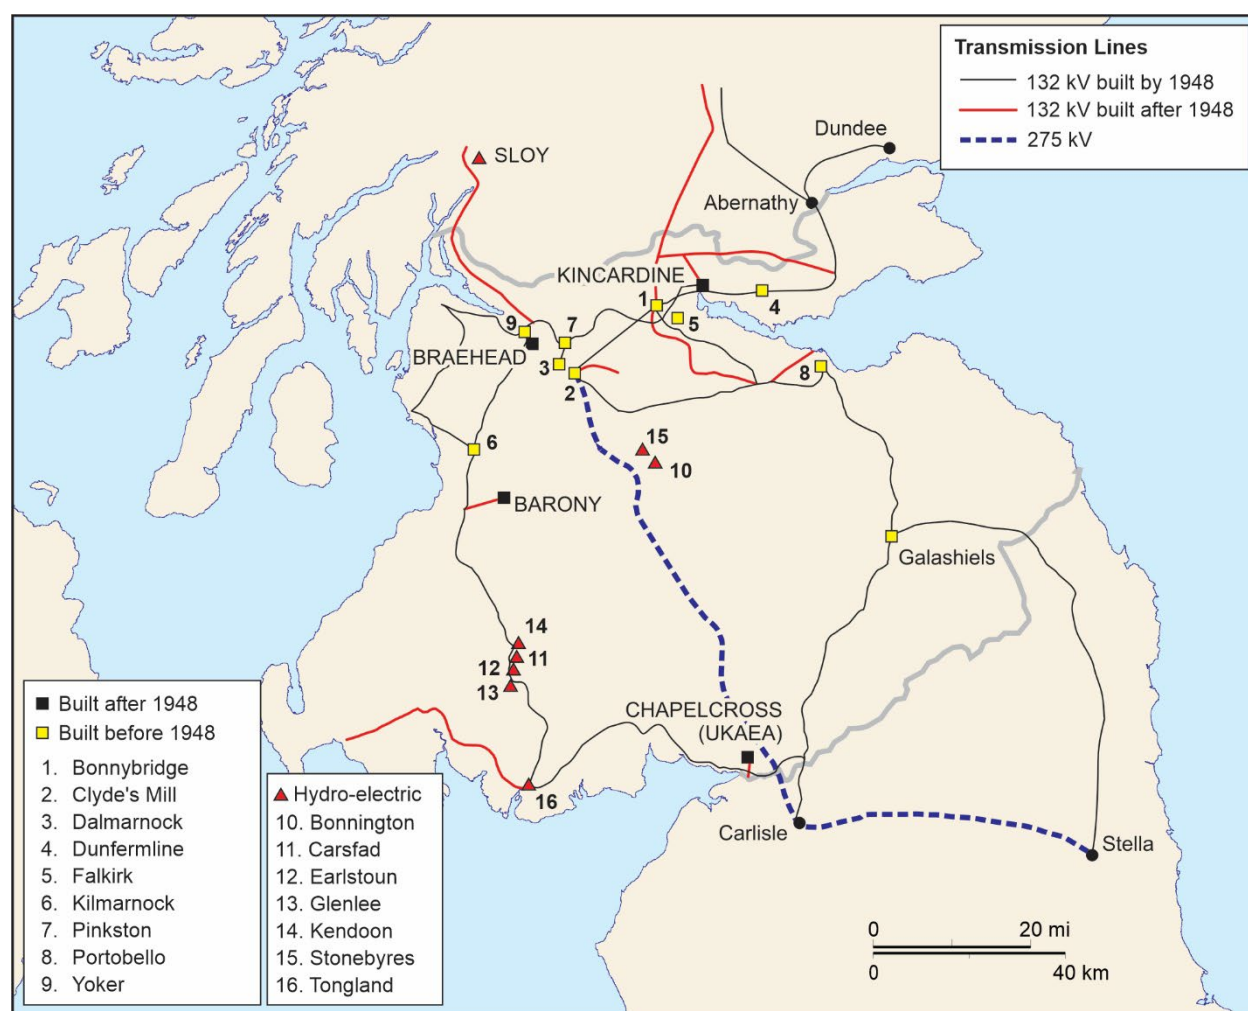 Transmission Lines
132 kV built by 1948
132 kV built after 1948
275 kV
Dundee
SLOY
Abernathy
KINCARDINE
1
4
5
9
7
BRAEHEAD
3
2
8
6
15
10
BARONY
Galashiels
14
11
12
13
CHAPELCROSS
(UKAEA)
16
Carlisle
Stella
Built after 1948
Built before 1948
1. Bonnybridge
2. Clyde's Mill
3. Dalmarnock
4. Dunfermline
5. Falkirk
6. Kilmarnock
7. Pinkston
8. Portobello
9. Yoker
Hydro-electric
10. Bonnington
11. Carsfad
12. Earlstoun
13. Glenlee
14. Kendoon
15. Stonebyres
16. Tongland
0 20 mi
0 40 km